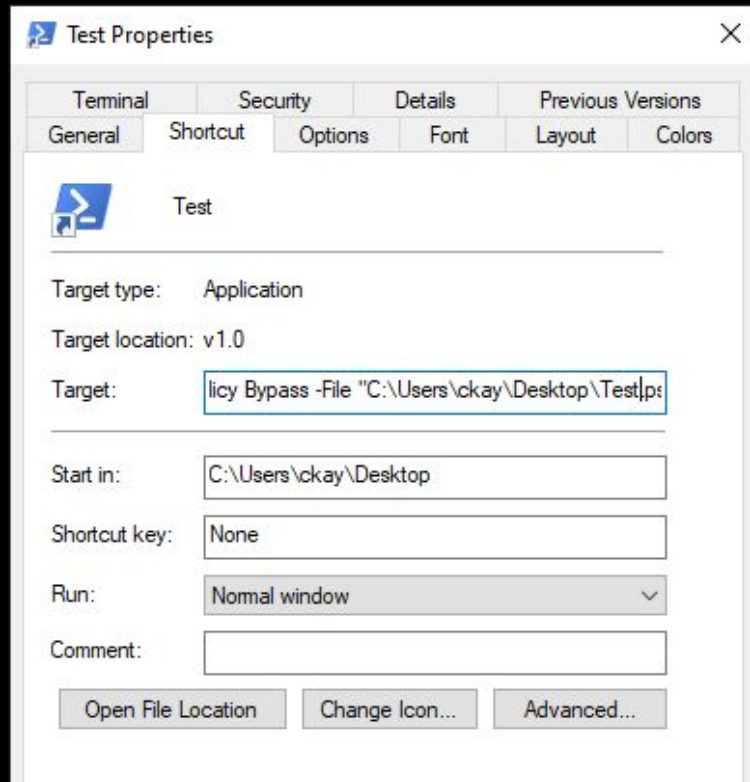 Test Properties
Terminal Security Details Previous Versions
General Shortcut Options Font Layout Colors
Test
Target type: Application
Target location: v1.0
Target: licy Bypass -File "C:\Users\ckay\Desktop\Test.ps
Start in: C:\Users\ckay\Desktop
Shortcut key: None
Run: Normal window
Comment:
Open File Location Change Icon... Advanced...